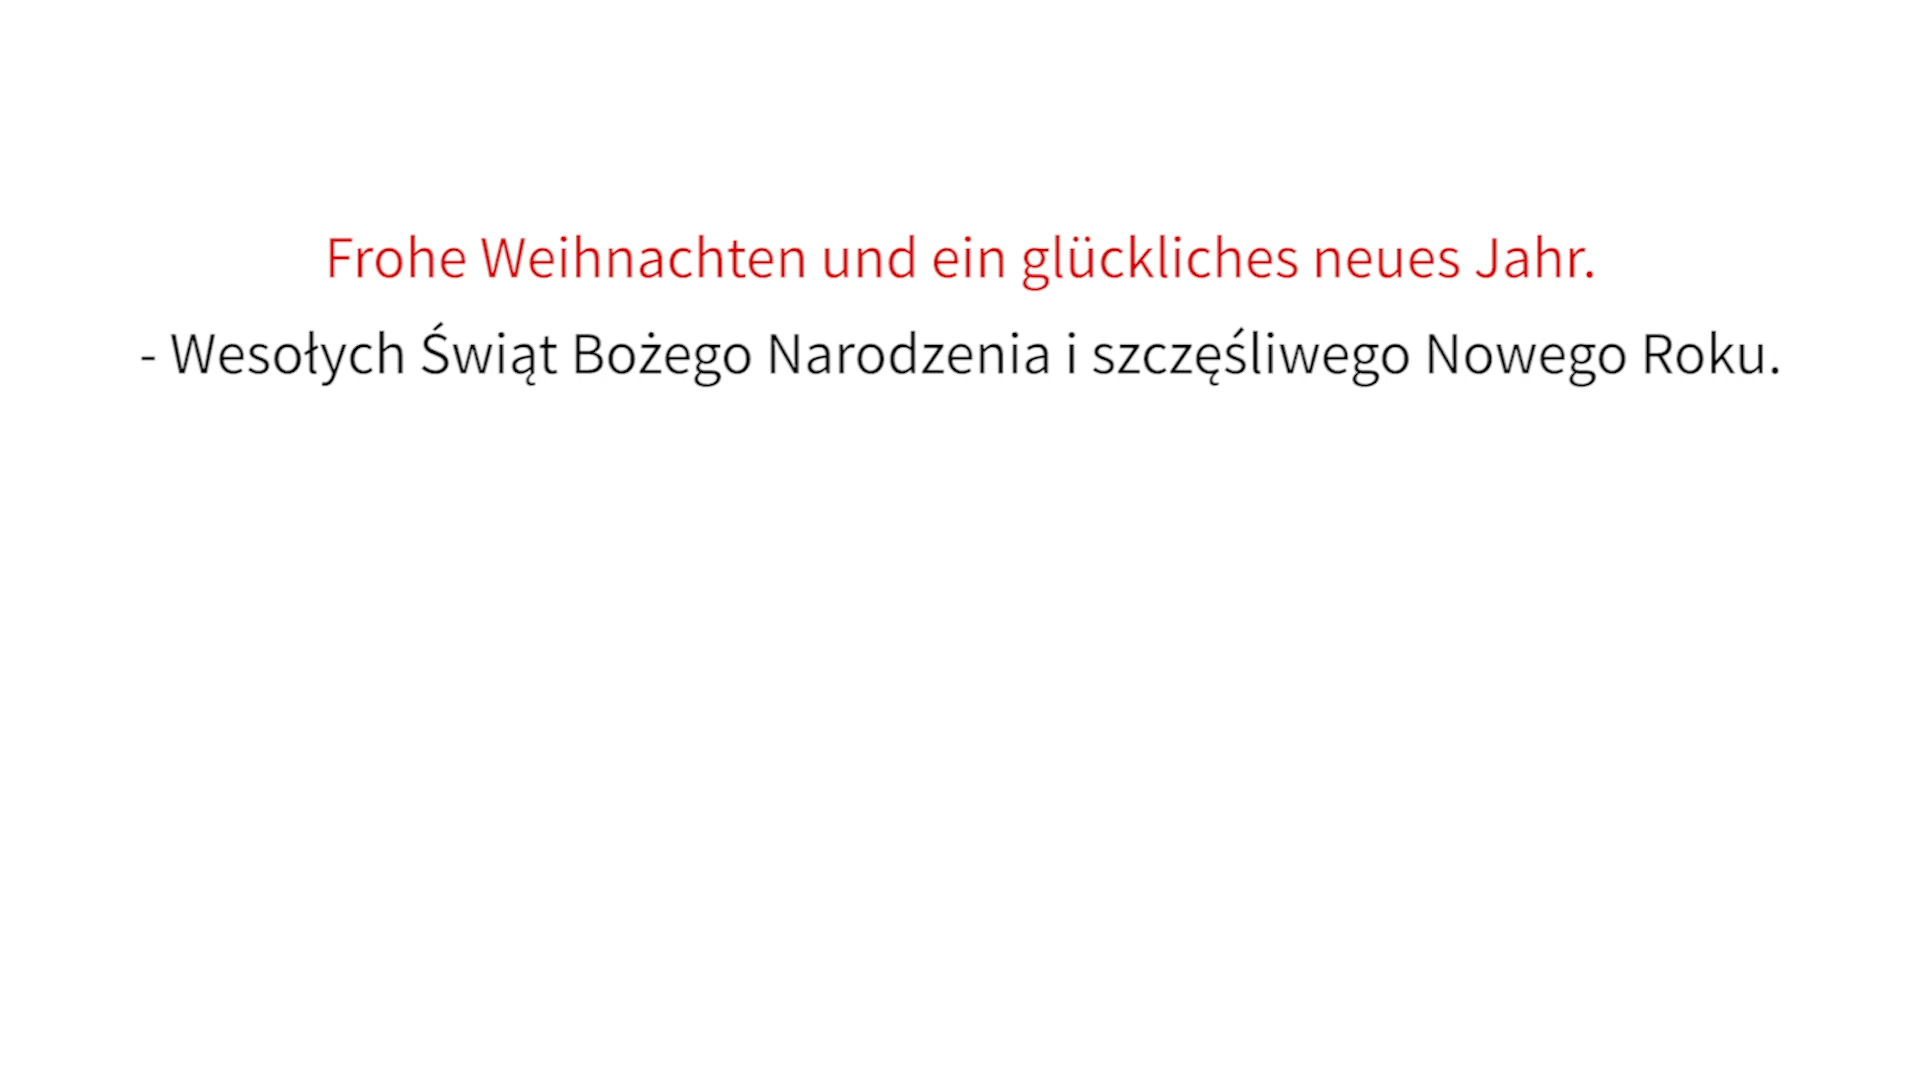 Frohe Weihnachten und ein glückliches neues Jahr.
- Wesołych Świąt Bożego Narodzenia i szczęśliwego Nowego Roku.